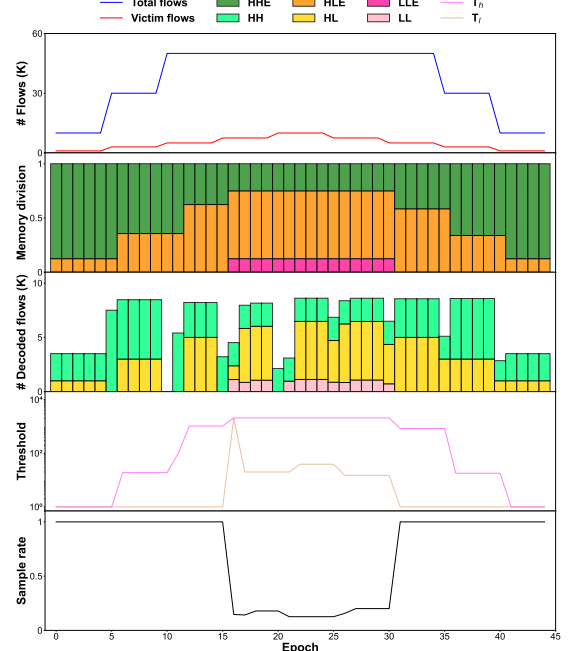 Total flows HHE HLE LLE Tₕ
Victim flows HH HL LL Tₗ
# Flows (K)
60
30
0
Memory division
1
0.5
0
# Decoded flows (K)
10
5
0
Threshold
10⁴
10²
10⁰
Sample rate
1
0.5
0
0 5 10 15 20 25 30 35 40 45
Epoch